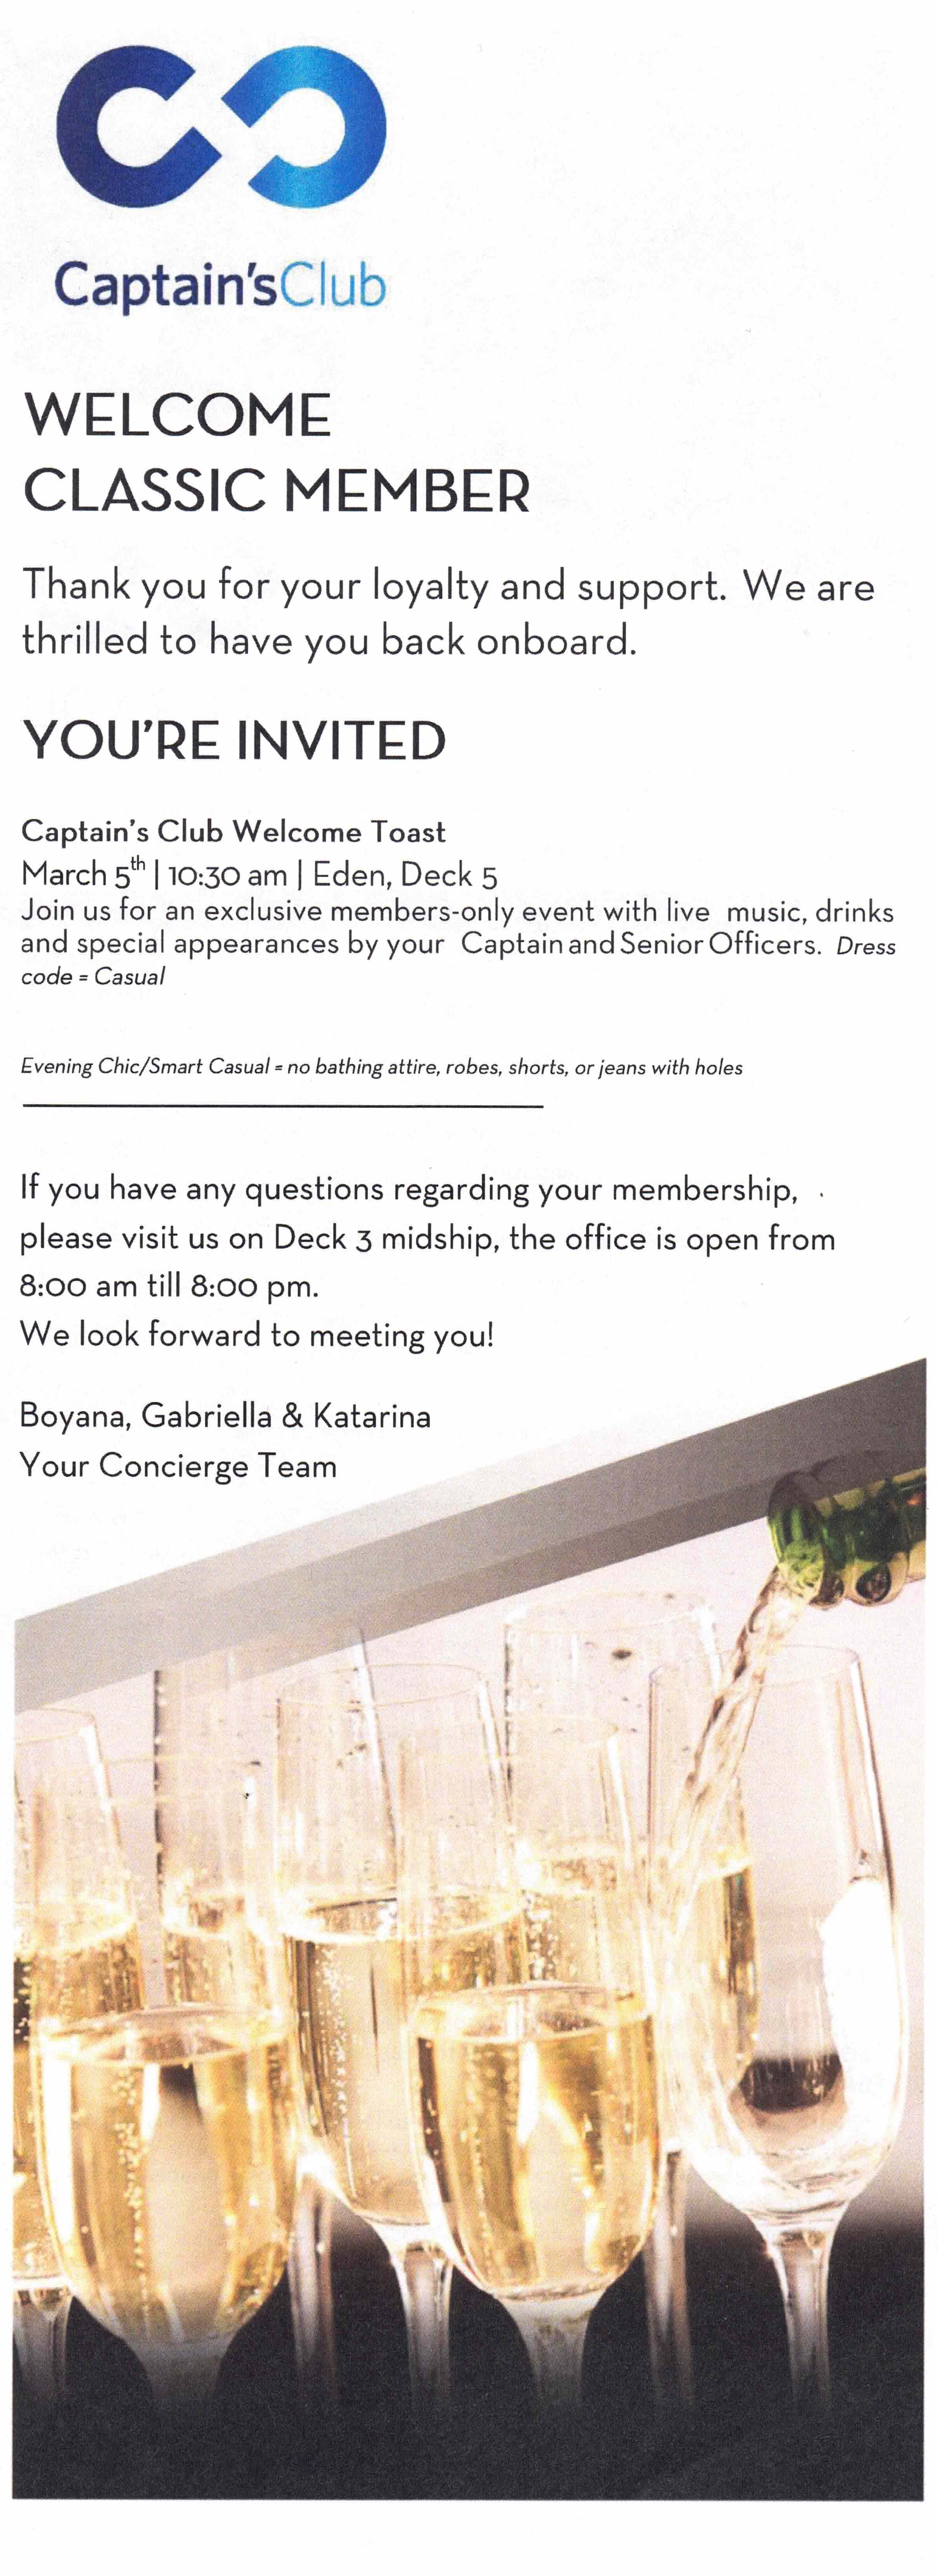 Captain'sClub
WELCOME
CLASSIC MEMBER
Thank you for your loyalty and support. We are
thrilled to have you back onboard.
YOU'RE INVITED
Captain's Club Welcome Toast
March 5th | 10:30 am | Eden, Deck 5
Join us for an exclusive members-only event with live music, drinks
and special appearances by your Captain and Senior Officers. Dress
code = Casual
Evening Chic/Smart Casual = no bathing attire, robes, shorts, or jeans with holes
If you have any questions regarding your membership,
please visit us on Deck 3 midship, the office is open from
8:00 am till 8:00 pm.
We look forward to meeting you!
Boyana, Gabriella & Katarina
Your Concierge Team